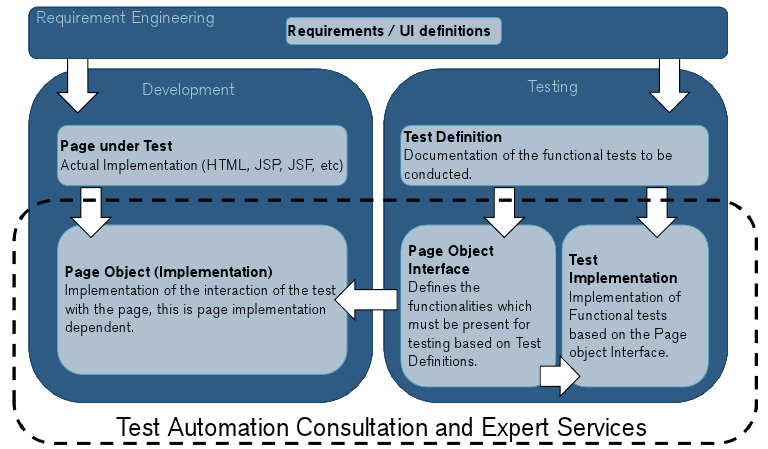 Requirement Engineering
Requirements / UI definitions
Development
Testing
Page under Test
Actual Implementation (HTML, JSP, JSF, etc)
Test Definition
Documentation of the functional tests to be
conducted.
Page Object (Implementation)
Implementation of the interaction of the test
with the page, this is page implementation
dependent.
Page Object
Interface
Defines the
functionalities which
must be present for
testing based on Test
Definitions.
Test
Implementation
Implementation of
Functional tests
based on the Page
object Interface.
Test Automation Consultation and Expert Services